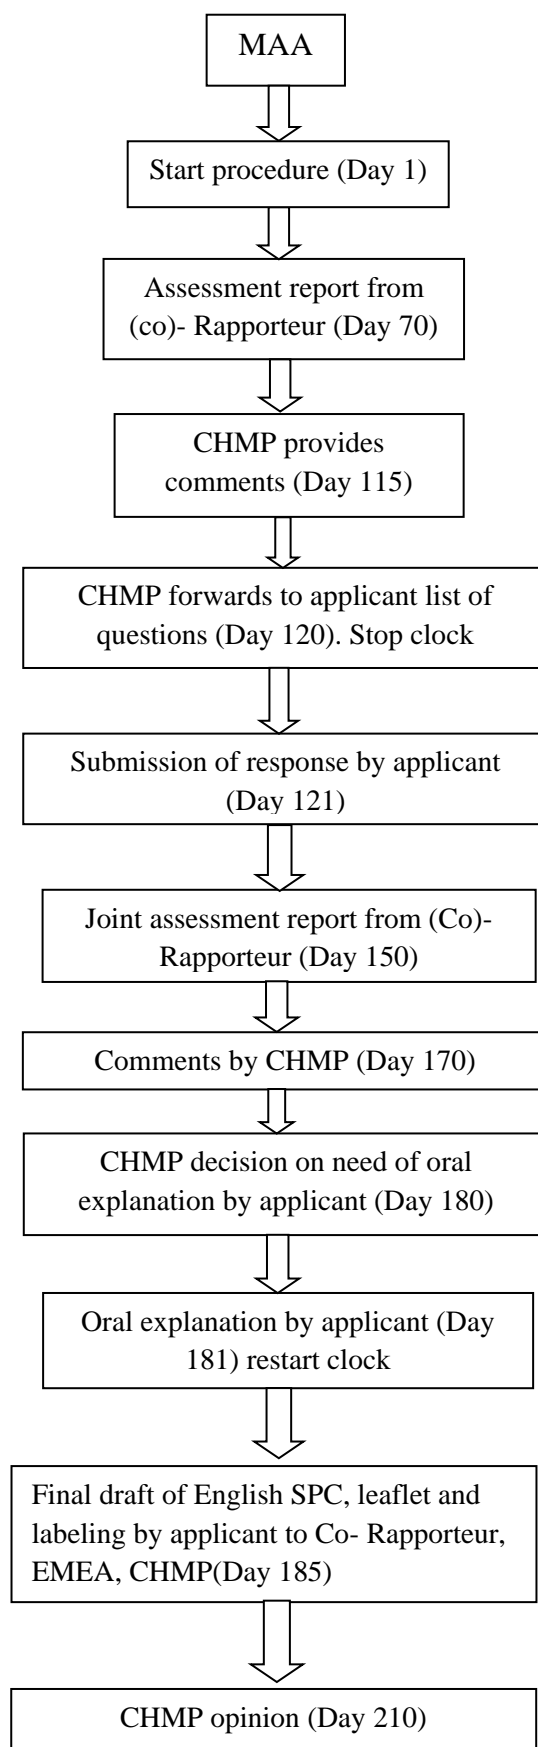 MAA
Start procedure (Day 1)
Assessment report from
(co)- Rapporteur (Day 70)
CHMP provides
comments (Day 115)
CHMP forwards to applicant list of
questions (Day 120). Stop clock
Submission of response by applicant
(Day 121)
Joint assessment report from (Co)-
Rapporteur (Day 150)
Comments by CHMP (Day 170)
CHMP decision on need of oral
explanation by applicant (Day 180)
Oral explanation by applicant (Day
181) restart clock
Final draft of English SPC, leaflet and
labeling by applicant to Co- Rapporteur,
EMEA, CHMP(Day 185)
CHMP opinion (Day 210)